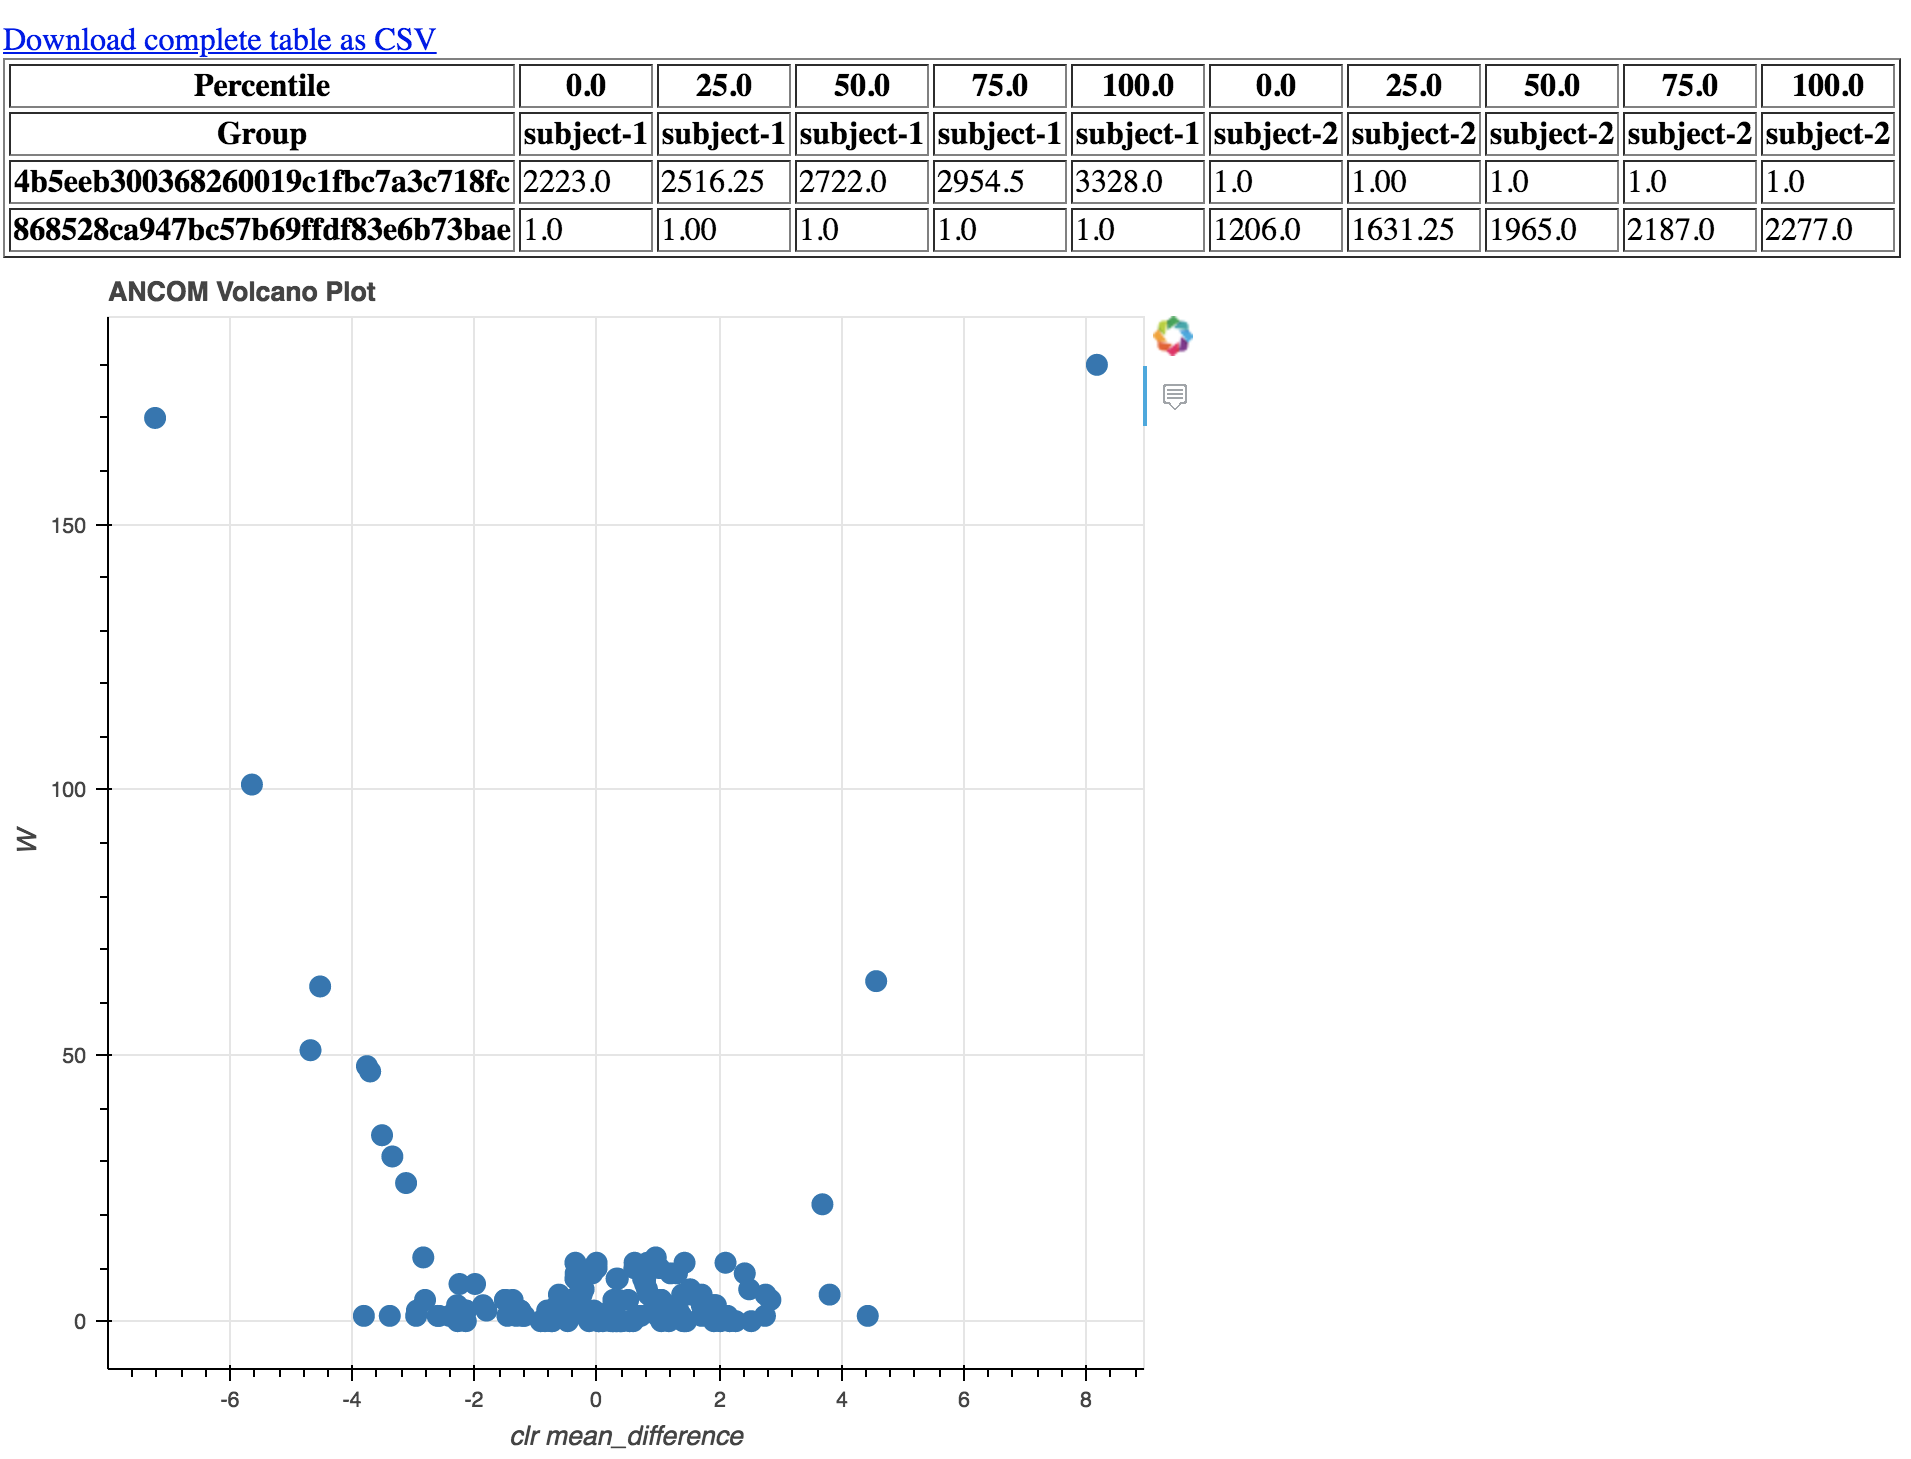 Download complete table as CSV
Percentile 0.0 25.0 50.0 75.0 100.0 0.0 25.0 50.0 75.0 100.0
Group subject-1 subject-1 subject-1 subject-1 subject-1 subject-2 subject-2 subject-2 subject-2 subject-2
4b5eeb300368260019c1fbc7a3c718fc 2223.0 2516.25 2722.0 2954.5 3328.0 1.0 1.00 1.0 1.0 1.0
868528ca947bc57b69ffdf83e6b73bae 1.0 1.00 1.0 1.0 1.0 1206.0 1631.25 1965.0 2187.0 2277.0
ANCOM Volcano Plot
150
100
W
50
0
-6 -4 -2 0 2 4 6 8
clr mean_difference